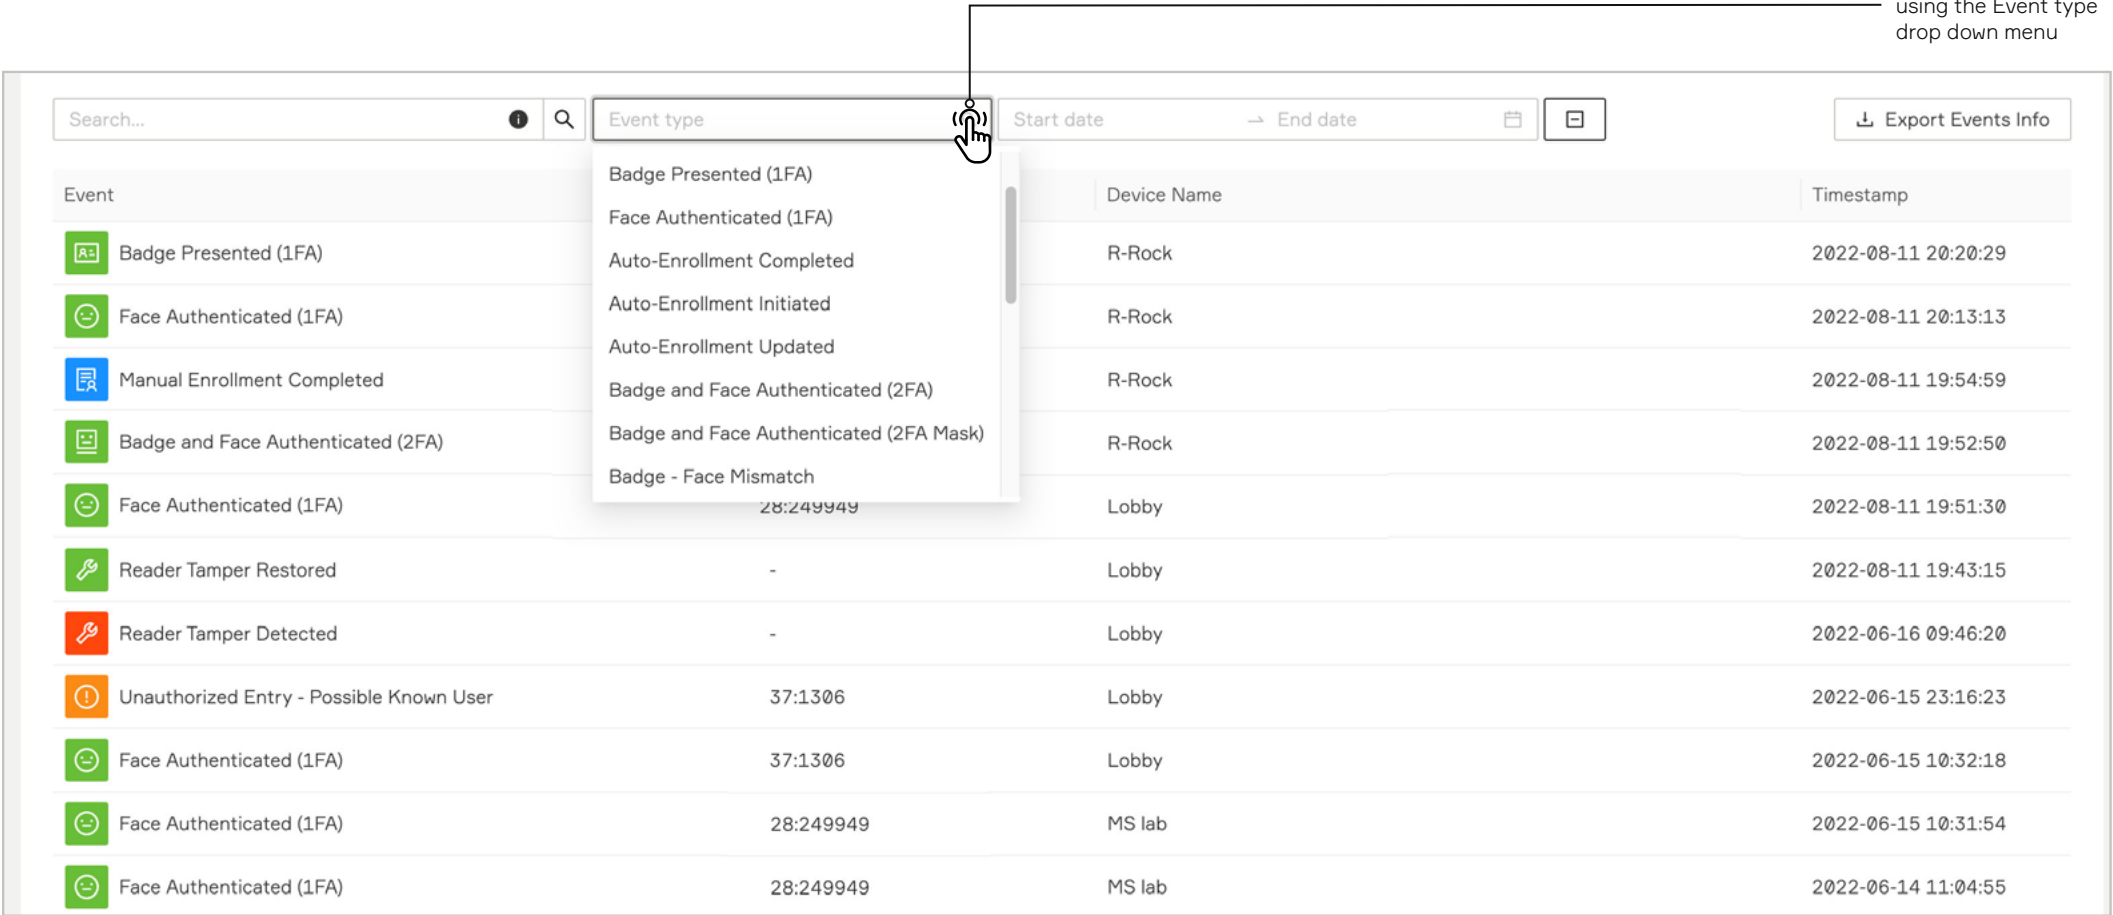 using the Event type
drop down menu
Search...
Event type
Start date → End date
Export Events Info
Event Device Name Timestamp
Badge Presented (1FA)
Face Authenticated (1FA)
Auto-Enrollment Completed
Auto-Enrollment Initiated
Auto-Enrollment Updated
Badge and Face Authenticated (2FA)
Badge and Face Authenticated (2FA Mask)
Badge - Face Mismatch
Badge Presented (1FA) R-Rock 2022-08-11 20:20:29
Face Authenticated (1FA) R-Rock 2022-08-11 20:13:13
Manual Enrollment Completed R-Rock 2022-08-11 19:54:59
Badge and Face Authenticated (2FA) R-Rock 2022-08-11 19:52:50
Face Authenticated (1FA) 28:249949 Lobby 2022-08-11 19:51:30
Reader Tamper Restored - Lobby 2022-08-11 19:43:15
Reader Tamper Detected - Lobby 2022-06-16 09:46:20
Unauthorized Entry - Possible Known User 37:1306 Lobby 2022-06-15 23:16:23
Face Authenticated (1FA) 37:1306 Lobby 2022-06-15 10:32:18
Face Authenticated (1FA) 28:249949 MS lab 2022-06-15 10:31:54
Face Authenticated (1FA) 28:249949 MS lab 2022-06-14 11:04:55